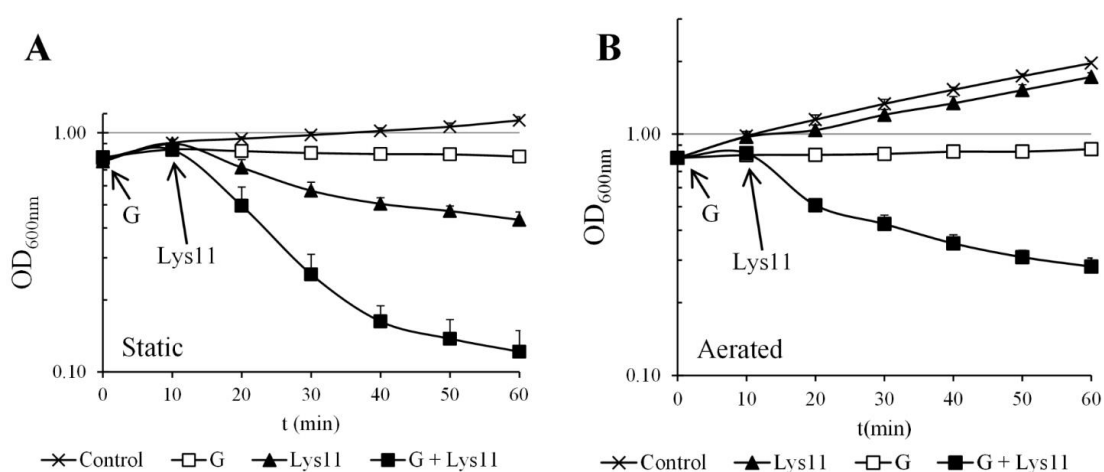 A
1.00
G
Lys11
OD600nm
Static
0.10
0 10 20 30 40 50 60
t (min)
Control G Lys11 G + Lys11
B
1.00
G
Lys11
OD600nm
Aerated
0.10
0 10 20 30 40 50 60
t(min)
Control Lys11 G G + Lys11